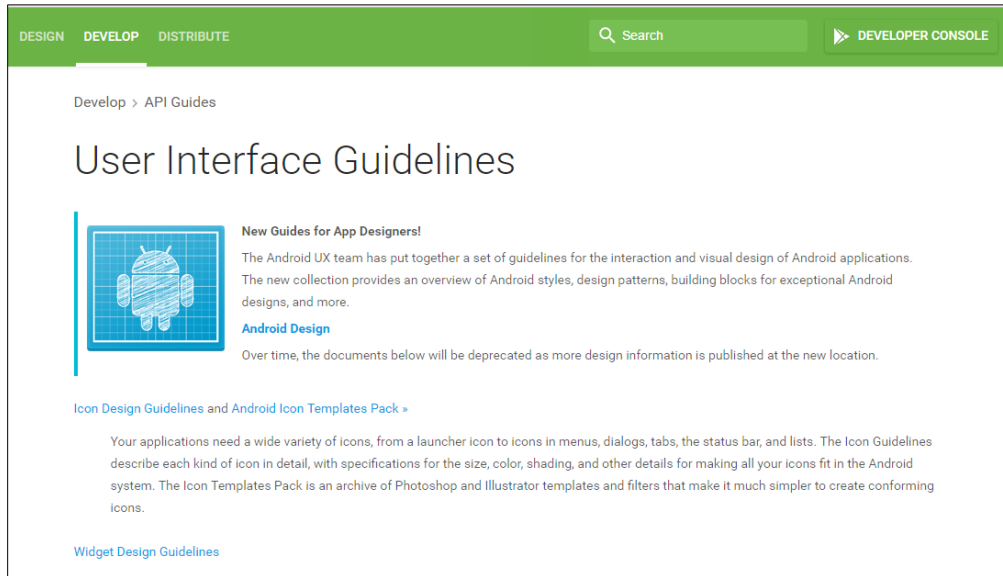 DESIGN DEVELOP DISTRIBUTE Search DEVELOPER CONSOLE
Develop > API Guides
User Interface Guidelines
New Guides for App Designers!
The Android UX team has put together a set of guidelines for the interaction and visual design of Android applications.
The new collection provides an overview of Android styles, design patterns, building blocks for exceptional Android
designs, and more.
Android Design
Over time, the documents below will be deprecated as more design information is published at the new location.
Icon Design Guidelines and Android Icon Templates Pack »
Your applications need a wide variety of icons, from a launcher icon to icons in menus, dialogs, tabs, the status bar, and lists. The Icon Guidelines
describe each kind of icon in detail, with specifications for the size, color, shading, and other details for making all your icons fit in the Android
system. The Icon Templates Pack is an archive of Photoshop and Illustrator templates and filters that make it much simpler to create conforming
icons.
Widget Design Guidelines